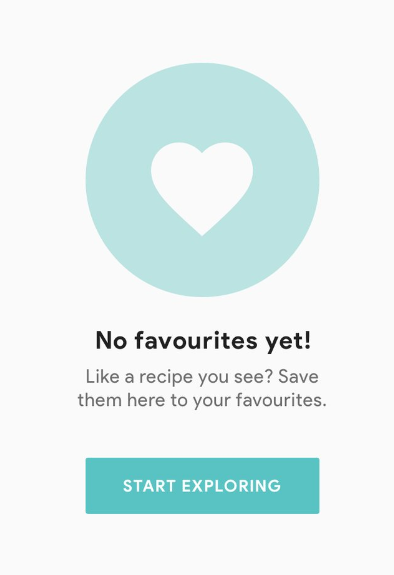 No favourites yet!
Like a recipe you see? Save
them here to your favourites.
START EXPLORING